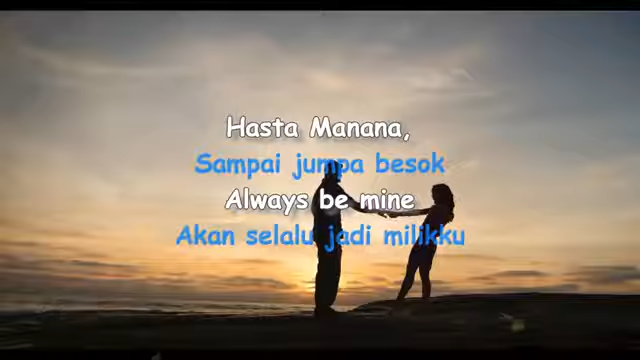 Hasta Manana,
Sampai jumpa besok
Always be mine
Akan selalu jadi milikku